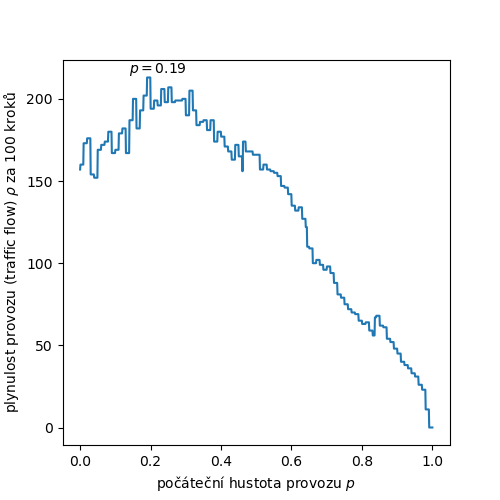 p = 0.19
200
150
100
50
0
plynulost provozu (traffic flow) ρ za 100 kroků
0.0 0.2 0.4 0.6 0.8 1.0
počáteční hustota provozu p